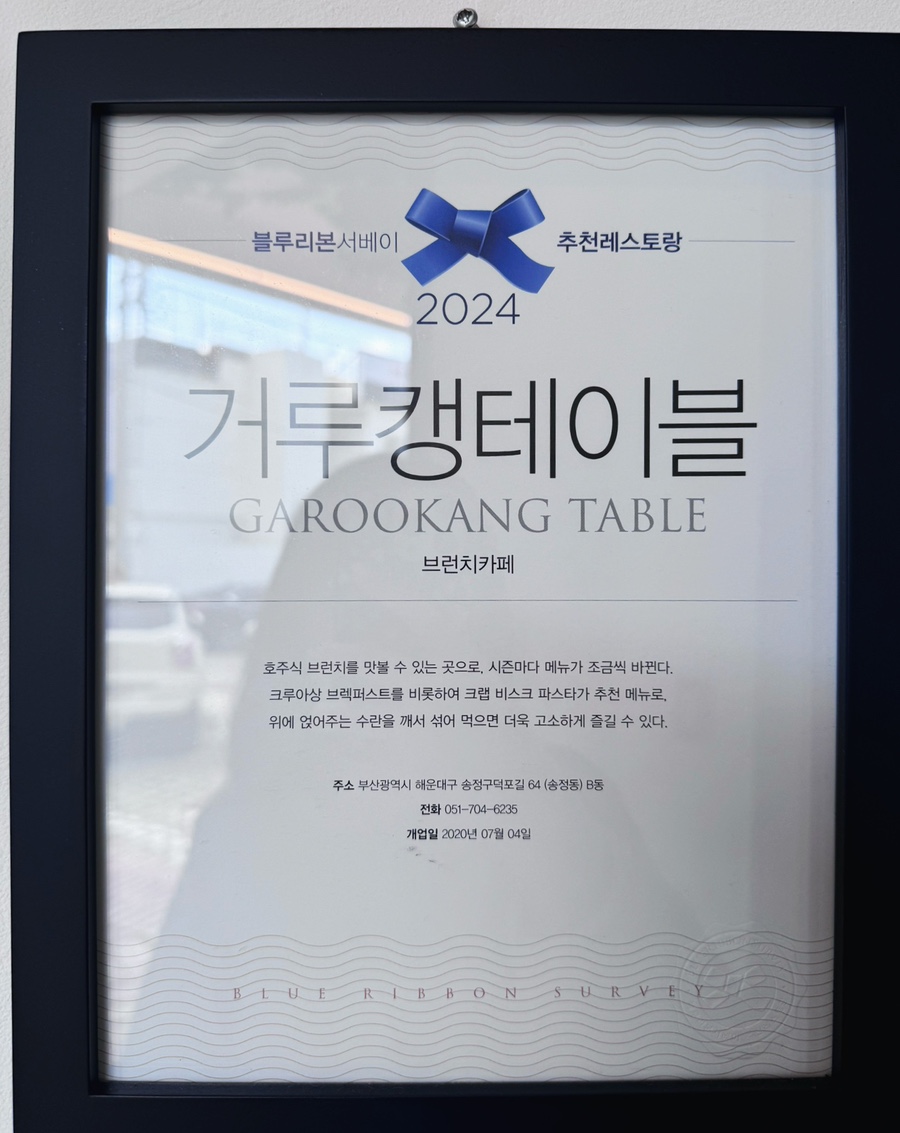 블루리본서베이 추천레스토랑
2024
거루캥테이블
GAROOKANG TABLE
브런치카페
호주식 브런치를 맛볼 수 있는 곳으로, 시즌마다 메뉴가 조금씩 바뀐다.
크루아상 브렉퍼스트를 비롯하여 크랩 비스크 파스타가 추천 메뉴로,
위에 얹어주는 수란을 깨서 섞어 먹으면 더욱 고소하게 즐길 수 있다.
주소 부산광역시 해운대구 송정구덕포길 64 (송정동) B동
전화 051-704-6235
개업일 2020년 07월 04일
BLUE RIBBON SURVEY